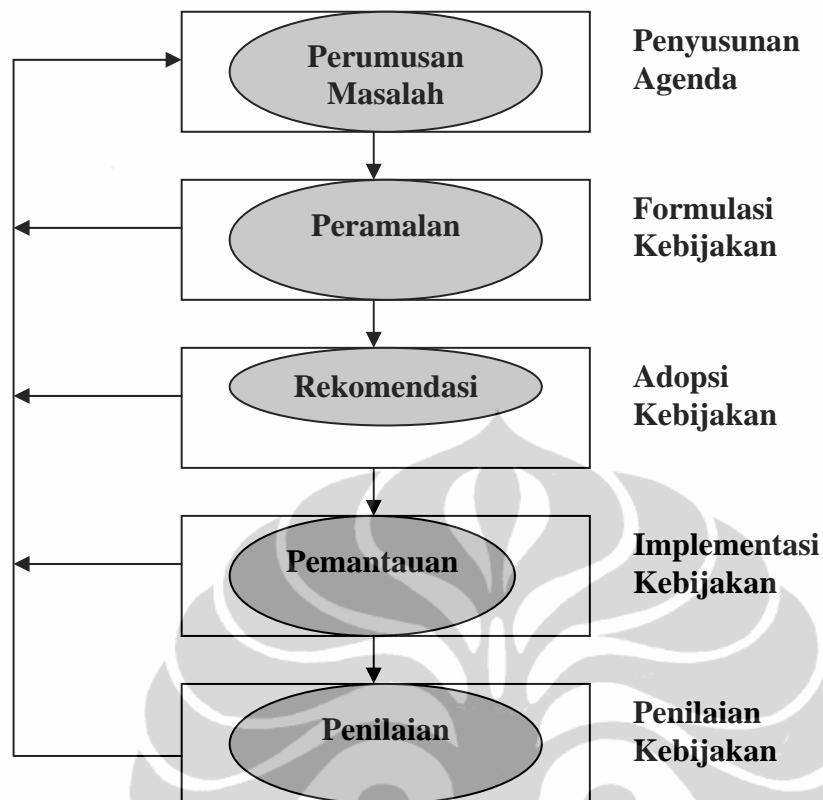 Perumusan
Masalah
Penyusunan
Agenda
Peramalan
Formulasi
Kebijakan
Rekomendasi
Adopsi
Kebijakan
Pemantauan
Implementasi
Kebijakan
Penilaian
Penilaian
Kebijakan